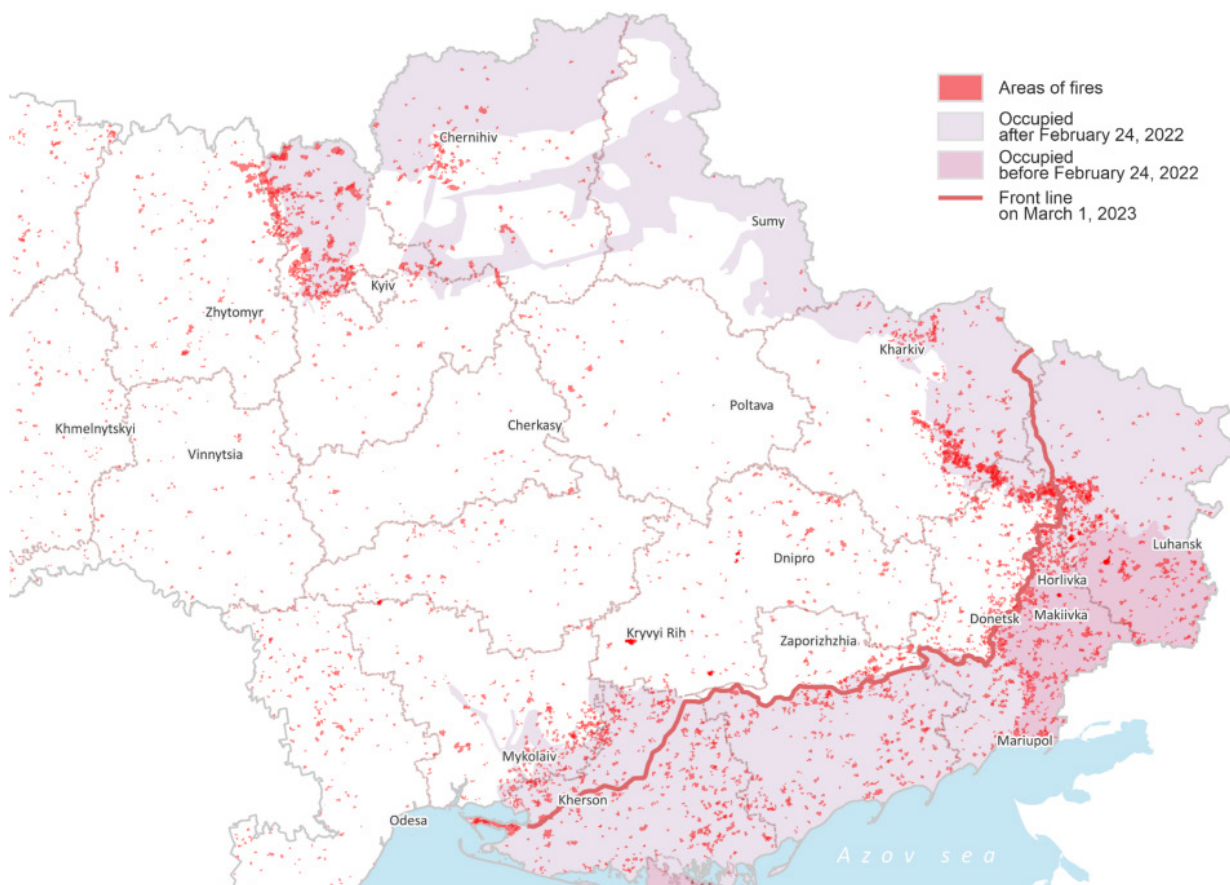 Areas of fires
Occupied
after February 24, 2022
Occupied
before February 24, 2022
Front line
on March 1, 2023
Chernihiv
Sumy
Kyiv
Zhytomyr
Kharkiv
Khmelnytskyi
Vinnytsia
Cherkasy
Poltava
Luhansk
Dnipro
Horlivka
Donetsk
Makiivka
Kryvyi Rih
Zaporizhzhia
Mykolaiv
Mariupol
Kherson
Odesa
Azov sea